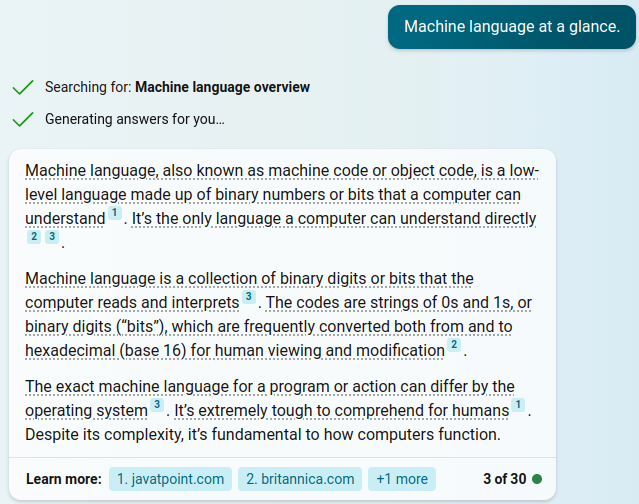 Machine language at a glance.
Searching for: Machine language overview
Generating answers for you…
Machine language, also known as machine code or object code, is a low-
level language made up of binary numbers or bits that a computer can
understand 1 . It’s the only language a computer can understand directly
2 3 .
Machine language is a collection of binary digits or bits that the
computer reads and interprets 3 . The codes are strings of 0s and 1s, or
binary digits (“bits”), which are frequently converted both from and to
hexadecimal (base 16) for human viewing and modification 2 .
The exact machine language for a program or action can differ by the
operating system 3 . It’s extremely tough to comprehend for humans 1 .
Despite its complexity, it’s fundamental to how computers function.
Learn more: 1. javatpoint.com 2. britannica.com +1 more 3 of 30